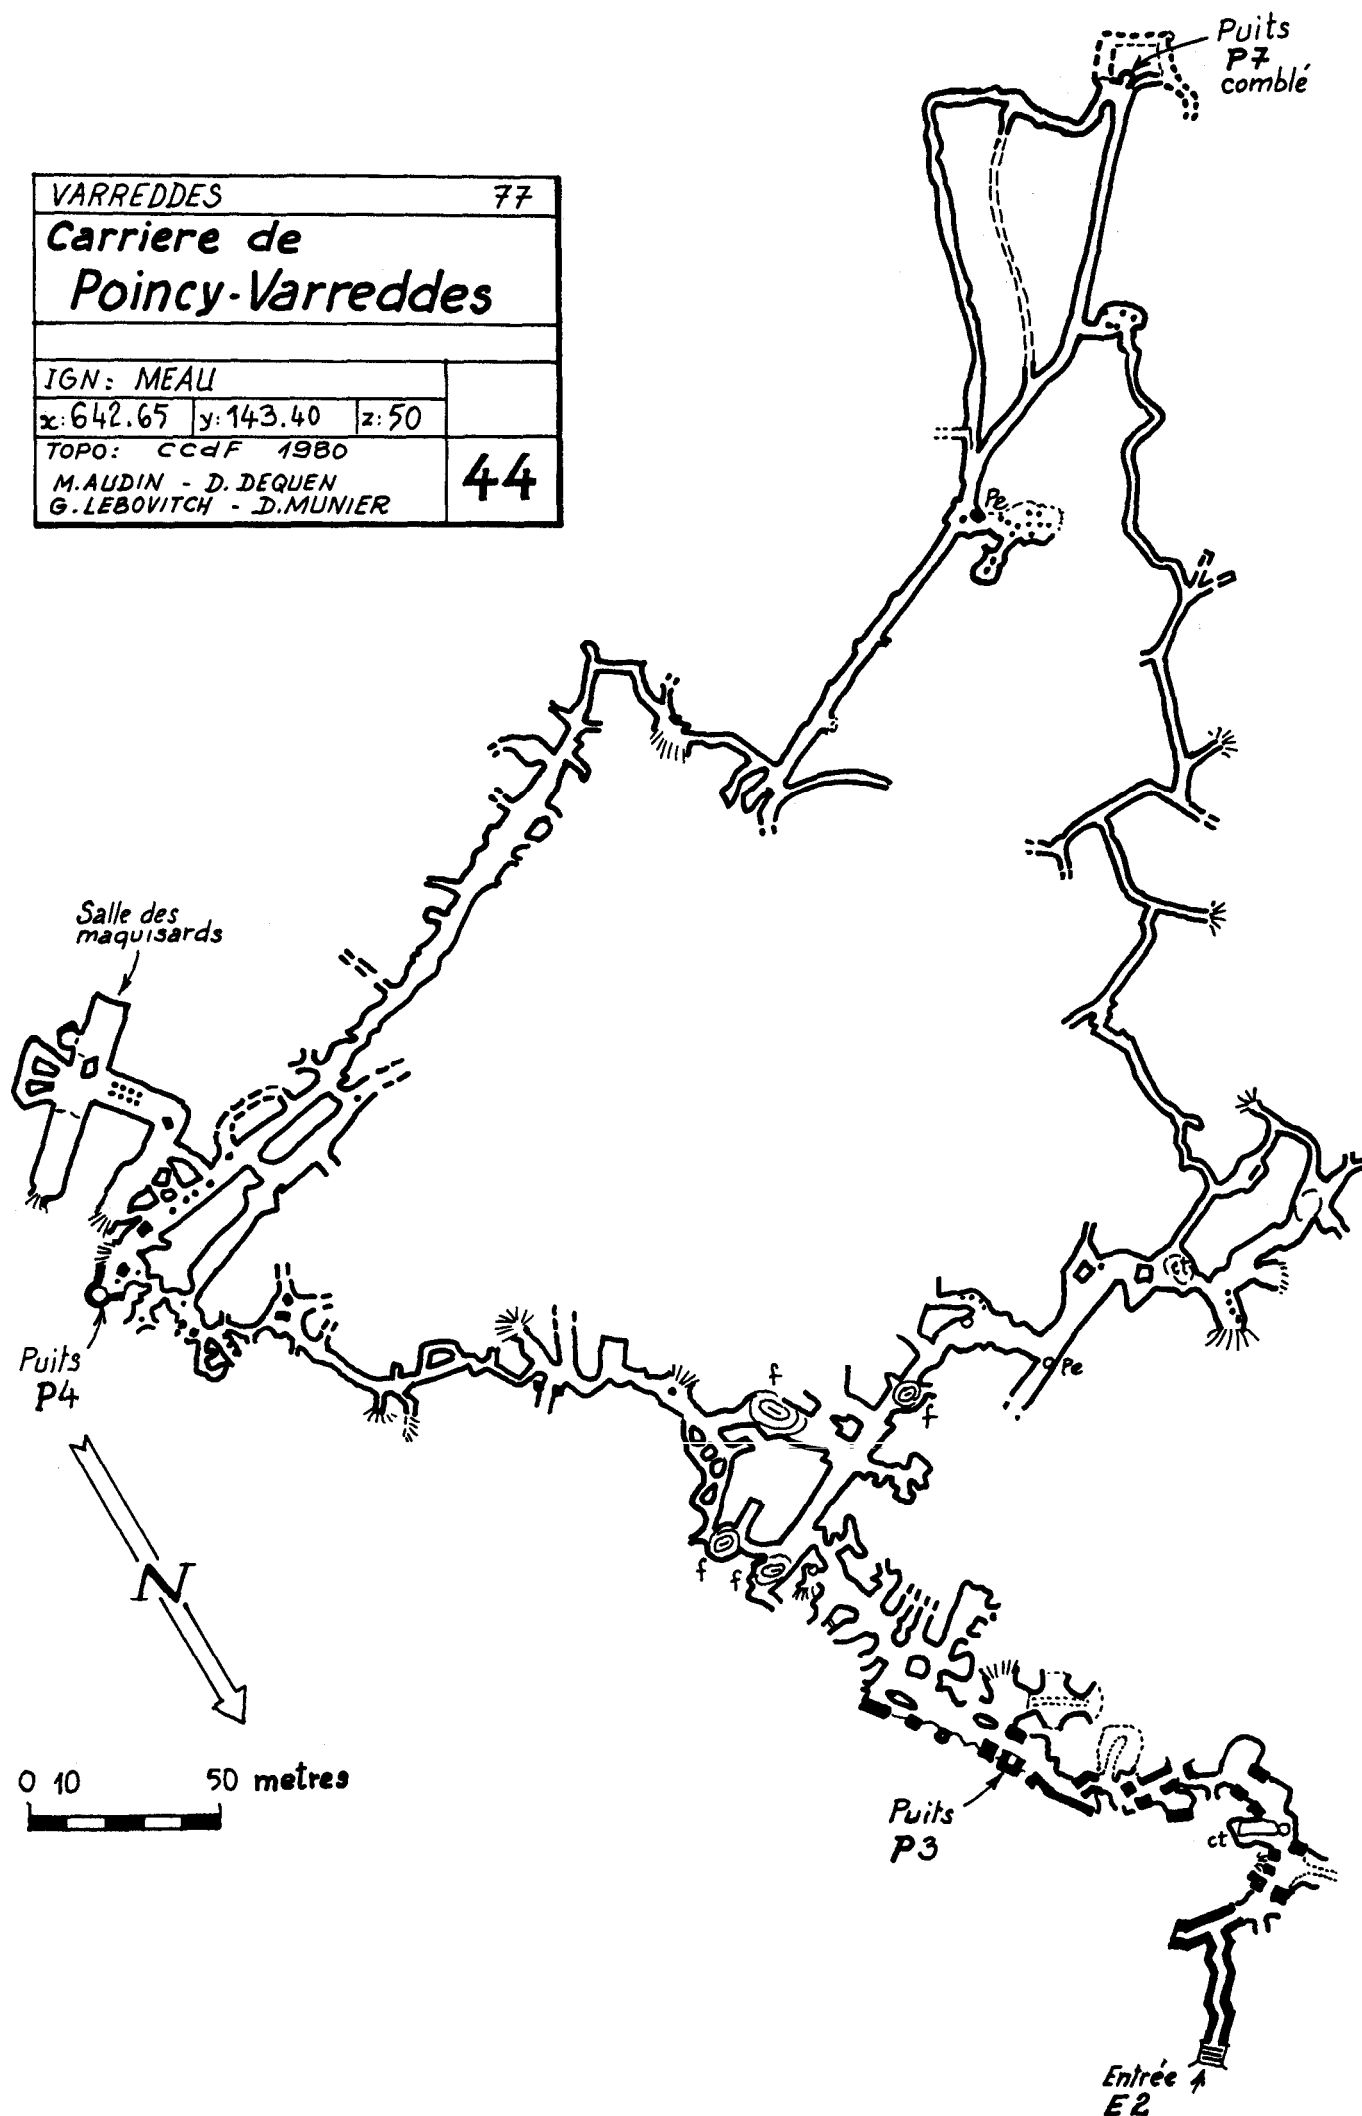 Puits
P7
comblé
VARREDDES 77
Carriere de
Poincy-Varreddes
IGN: MEAU
x:642.65 y:143.40 z:50
TOPO: CCdF 1980
M.AUDIN - D.DEQUEN
G.LEBOVITCH - D.MUNIER
44
Pe
Salle des
maquisards
ct
Puits
P4
Pe
f
f
f
f
N
0 10 50 metres
Puits
P3
ct
Entrée
E2